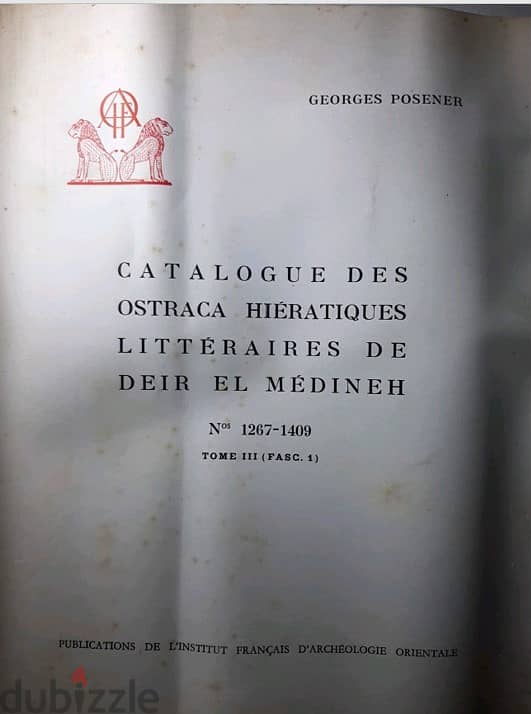 GEORGES POSENER
CATALOGUE DES
OSTRACA HIÉRATIQUES
LITTÉRAIRES DE
DEIR EL MÉDINEH
Nos 1267-1409
TOME III (FASC. 1)
PUBLICATIONS DE L'INSTITUT FRANÇAIS D'ARCHÉOLOGIE ORIENTALE
dubizzle